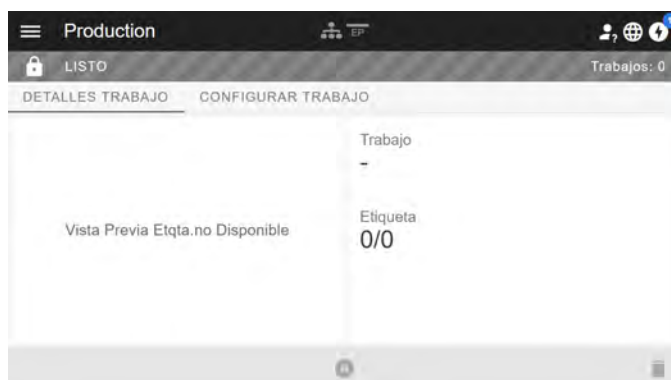 Production
EP
LISTO
Trabajos: 0
DETALLES TRABAJO CONFIGURAR TRABAJO
Trabajo
-
Vista Previa Etqta.no Disponible
Etiqueta
0/0